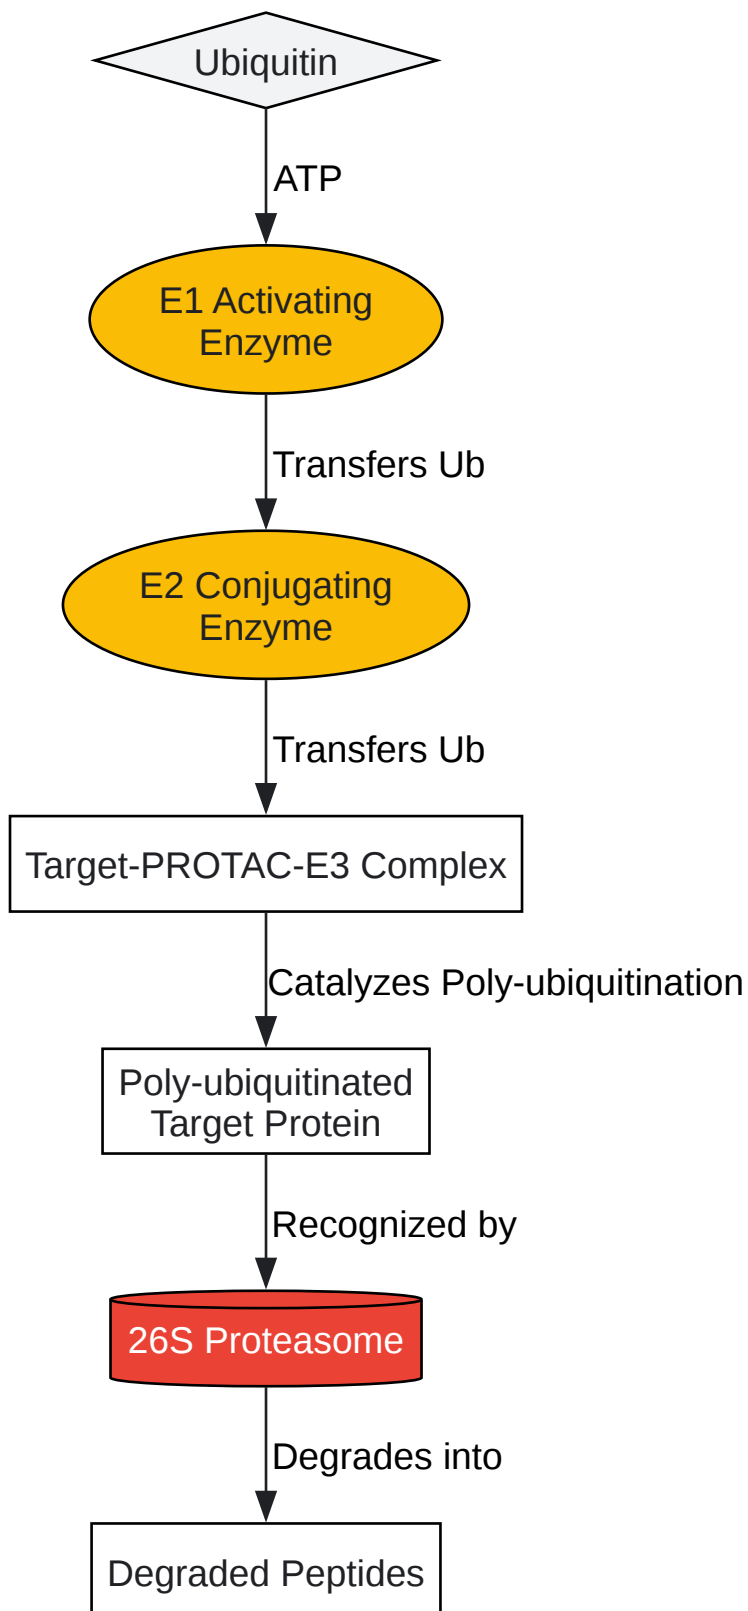 Ubiquitin
ATP
E1 Activating
Enzyme
Transfers Ub
E2 Conjugating
Enzyme
Transfers Ub
Target-PROTAC-E3 Complex
Catalyzes Poly-ubiquitination
Poly-ubiquitinated
Target Protein
Recognized by
26S Proteasome
Degrades into
Degraded Peptides